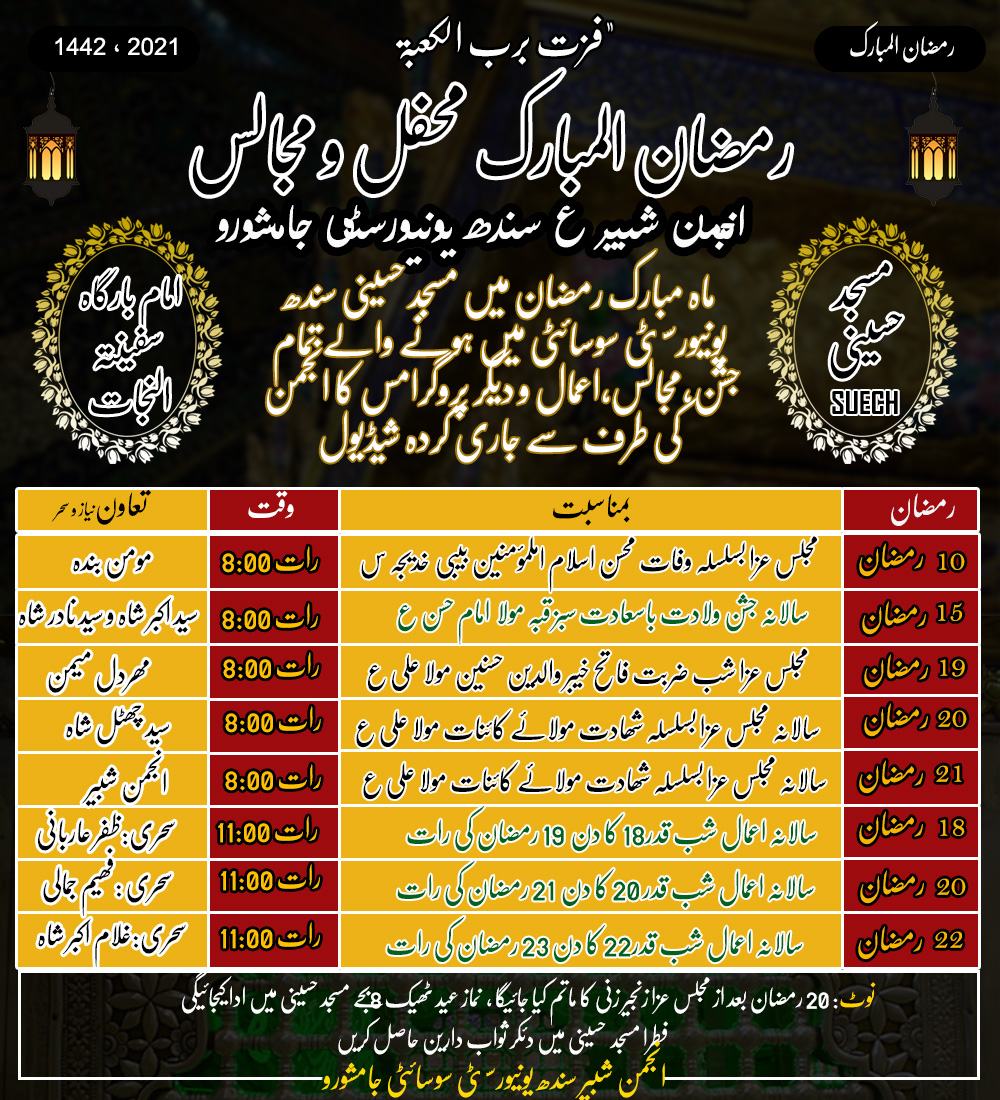 رمضان المبارک
"فزت برب الکعبۃ
1442 ، 2021
رمضان المبارک محفل و مجالس
انجمن شبیر ع سندھ یونیورسٹی جامشورو
مسجد
حسینی
SUECH
ماہ مبارک رمضان میں مسجد حسینی سندھ
یونیورسٹی سوسائٹی میں ہونے والے تمام
جشن، مجالس، اعمال و دیگر پروگرامس کا انجمن
کی طرف سے جاری کردہ شیڈیول
امام بارگاہ
سفینۃ
النجات
رمضان بمناسبت وقت تعاون نیاز و سحر
10 رمضان مجلس عزا بسلسلہ وفات محسن اسلام املمؤمنین بیبی خدیجہ س رات 8:00 مومن بندہ
15 رمضان سالانہ جشن ولادت باسعادت سبز قبہ مولا امام حسن ع رات 8:00 سید اکبر شاہ و سید نادر شاہ
19 رمضان مجلس عزا شب ضربت فاتح خیبر والدین حسنین مولا علی ع رات 8:00 مھردل میمن
20 رمضان سالانہ مجلس عزا بسلسلہ شھادت مولائے کائنات مولا علی ع رات 8:00 سید چھٹل شاہ
21 رمضان سالانہ مجلس عزا بسلسلہ شھادت مولائے کائنات مولا علی ع رات 8:00 انجمن شبیر
18 رمضان سالانہ اعمال شب قدر 18 کا دن 19 رمضان کی رات رات 11:00 سحری: ظفر عاربانی
20 رمضان سالانہ اعمال شب قدر 20 کا دن 21 رمضان کی رات رات 11:00 سحری: فھیم جمالی
22 رمضان سالانہ اعمال شب قدر 22 کا دن 23 رمضان کی رات رات 11:00 سحری: غلام اکبر شاہ
نوٹ: 20 رمضان بعد از مجلس عزا زنجیر زنی کا ماتم کیا جائیگا، نماز عید ٹھیک 8 بجے مسجد حسینی میں ادا کیجائیگی
فطرا مسجد حسینی میں دیکر ثواب دارین حاصل کریں
انجمن شبیر سندھ یونیورسٹی سوسائٹی جامشورو